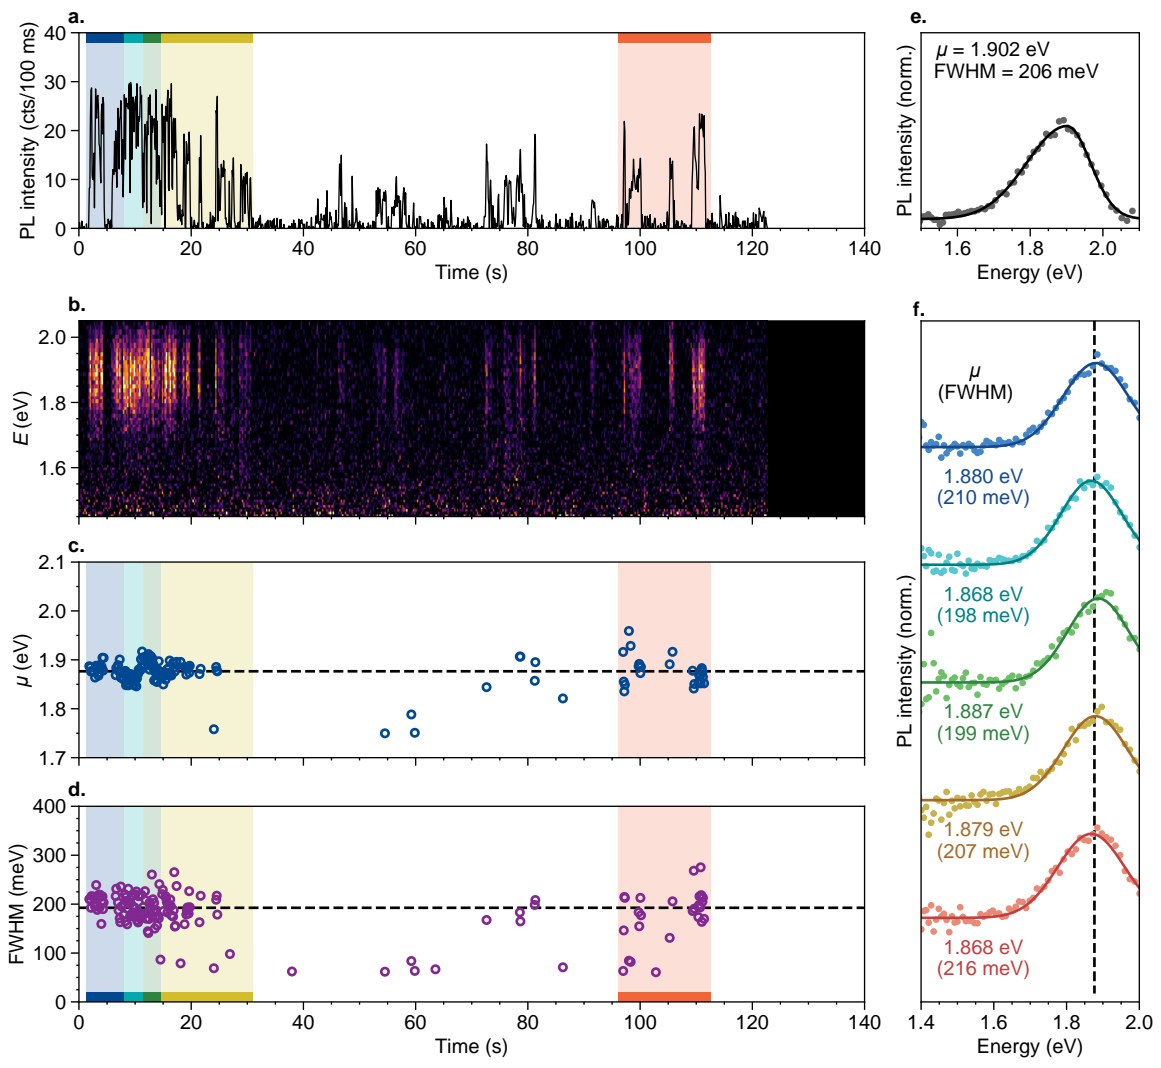 a.
PL intensity (cts/100 ms)
40
30
20
10
0
0 20 40 60 80 100 120 140
Time (s)
b.
E (eV)
2.0
1.8
1.6
c.
μ (eV)
2.1
2.0
1.9
1.8
1.7
d.
FWHM (meV)
400
300
200
100
0
0 20 40 60 80 100 120 140
Time (s)
e.
PL intensity (norm.)
μ = 1.902 eV
FWHM = 206 meV
1.6 1.8 2.0
Energy (eV)
f.
PL intensity (norm.)
μ
(FWHM)
1.880 eV
(210 meV)
1.868 eV
(198 meV)
1.887 eV
(199 meV)
1.879 eV
(207 meV)
1.868 eV
(216 meV)
1.4 1.6 1.8 2.0
Energy (eV)